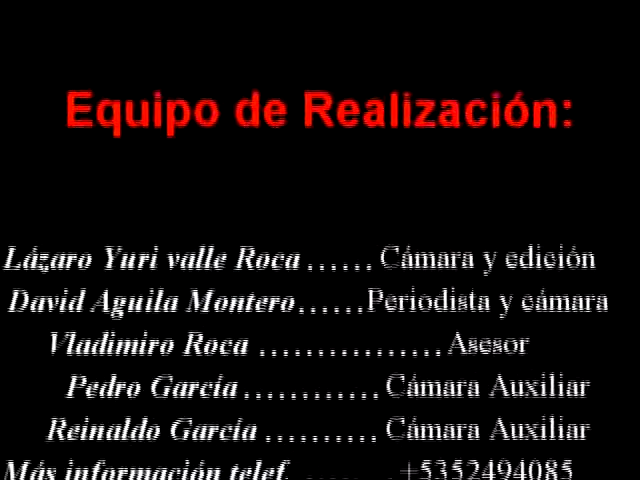 Equipo de Realización:
Lázaro Yuri valle Roca ...... Cámara y edición
David Aguila Montero......Periodista y cámara
Vladimiro Roca ................Asesor
Pedro García............ Cámara Auxiliar
Reinaldo García .......... Cámara Auxiliar
Más información telef. ........ +5352494085